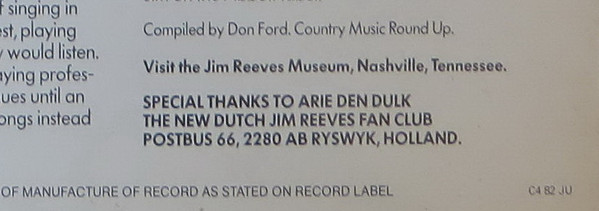 singing in
playing
would listen.
profes-
ues until an
ongs instead
Compiled by Don Ford. Country Music Round Up.
Visit the Jim Reeves Museum, Nashville, Tennessee.
SPECIAL THANKS TO ARIE DEN DULK
THE NEW DUTCH JIM REEVES FAN CLUB
POSTBUS 66, 2280 AB RYSWYK, HOLLAND.
OF MANUFACTURE OF RECORD AS STATED ON RECORD LABEL
C4 82 JU